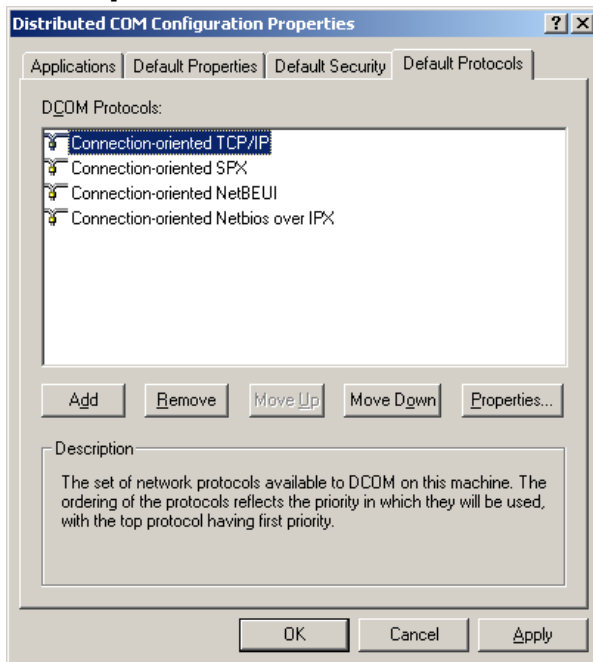 Distributed COM Configuration Properties
Applications Default Properties Default Security Default Protocols
DCOM Protocols:
Connection-oriented TCP/IP
Connection-oriented SPX
Connection-oriented NetBEUI
Connection-oriented Netbios over IPX
Add Remove Move Up Move Down Properties...
Description
The set of network protocols available to DCOM on this machine. The
ordering of the protocols reflects the priority in which they will be used,
with the top protocol having first priority.
OK Cancel Apply